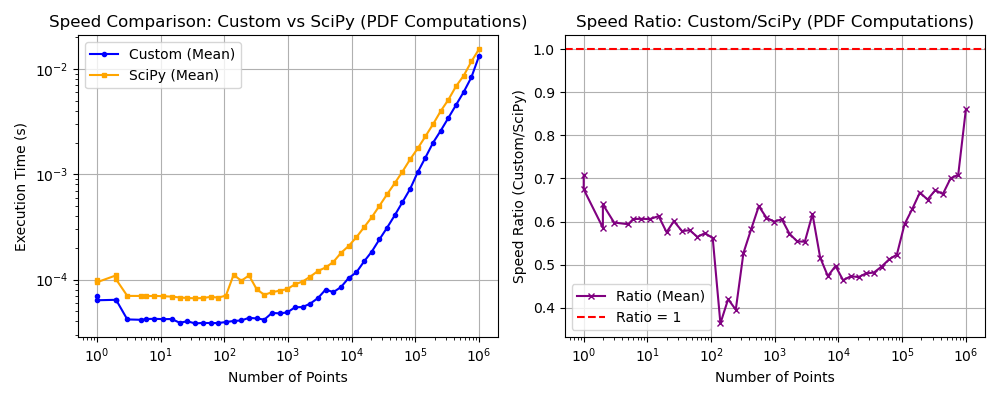 Speed Comparison: Custom vs SciPy (PDF Computations)
Custom (Mean)
SciPy (Mean)
Execution Time (s)
10⁻²
10⁻³
10⁻⁴
10⁰ 10¹ 10² 10³ 10⁴ 10⁵ 10⁶
Number of Points
Speed Ratio: Custom/SciPy (PDF Computations)
Speed Ratio (Custom/SciPy)
1.0
0.9
0.8
0.7
0.6
0.5
0.4
Ratio (Mean)
Ratio = 1
10⁰ 10¹ 10² 10³ 10⁴ 10⁵ 10⁶
Number of Points